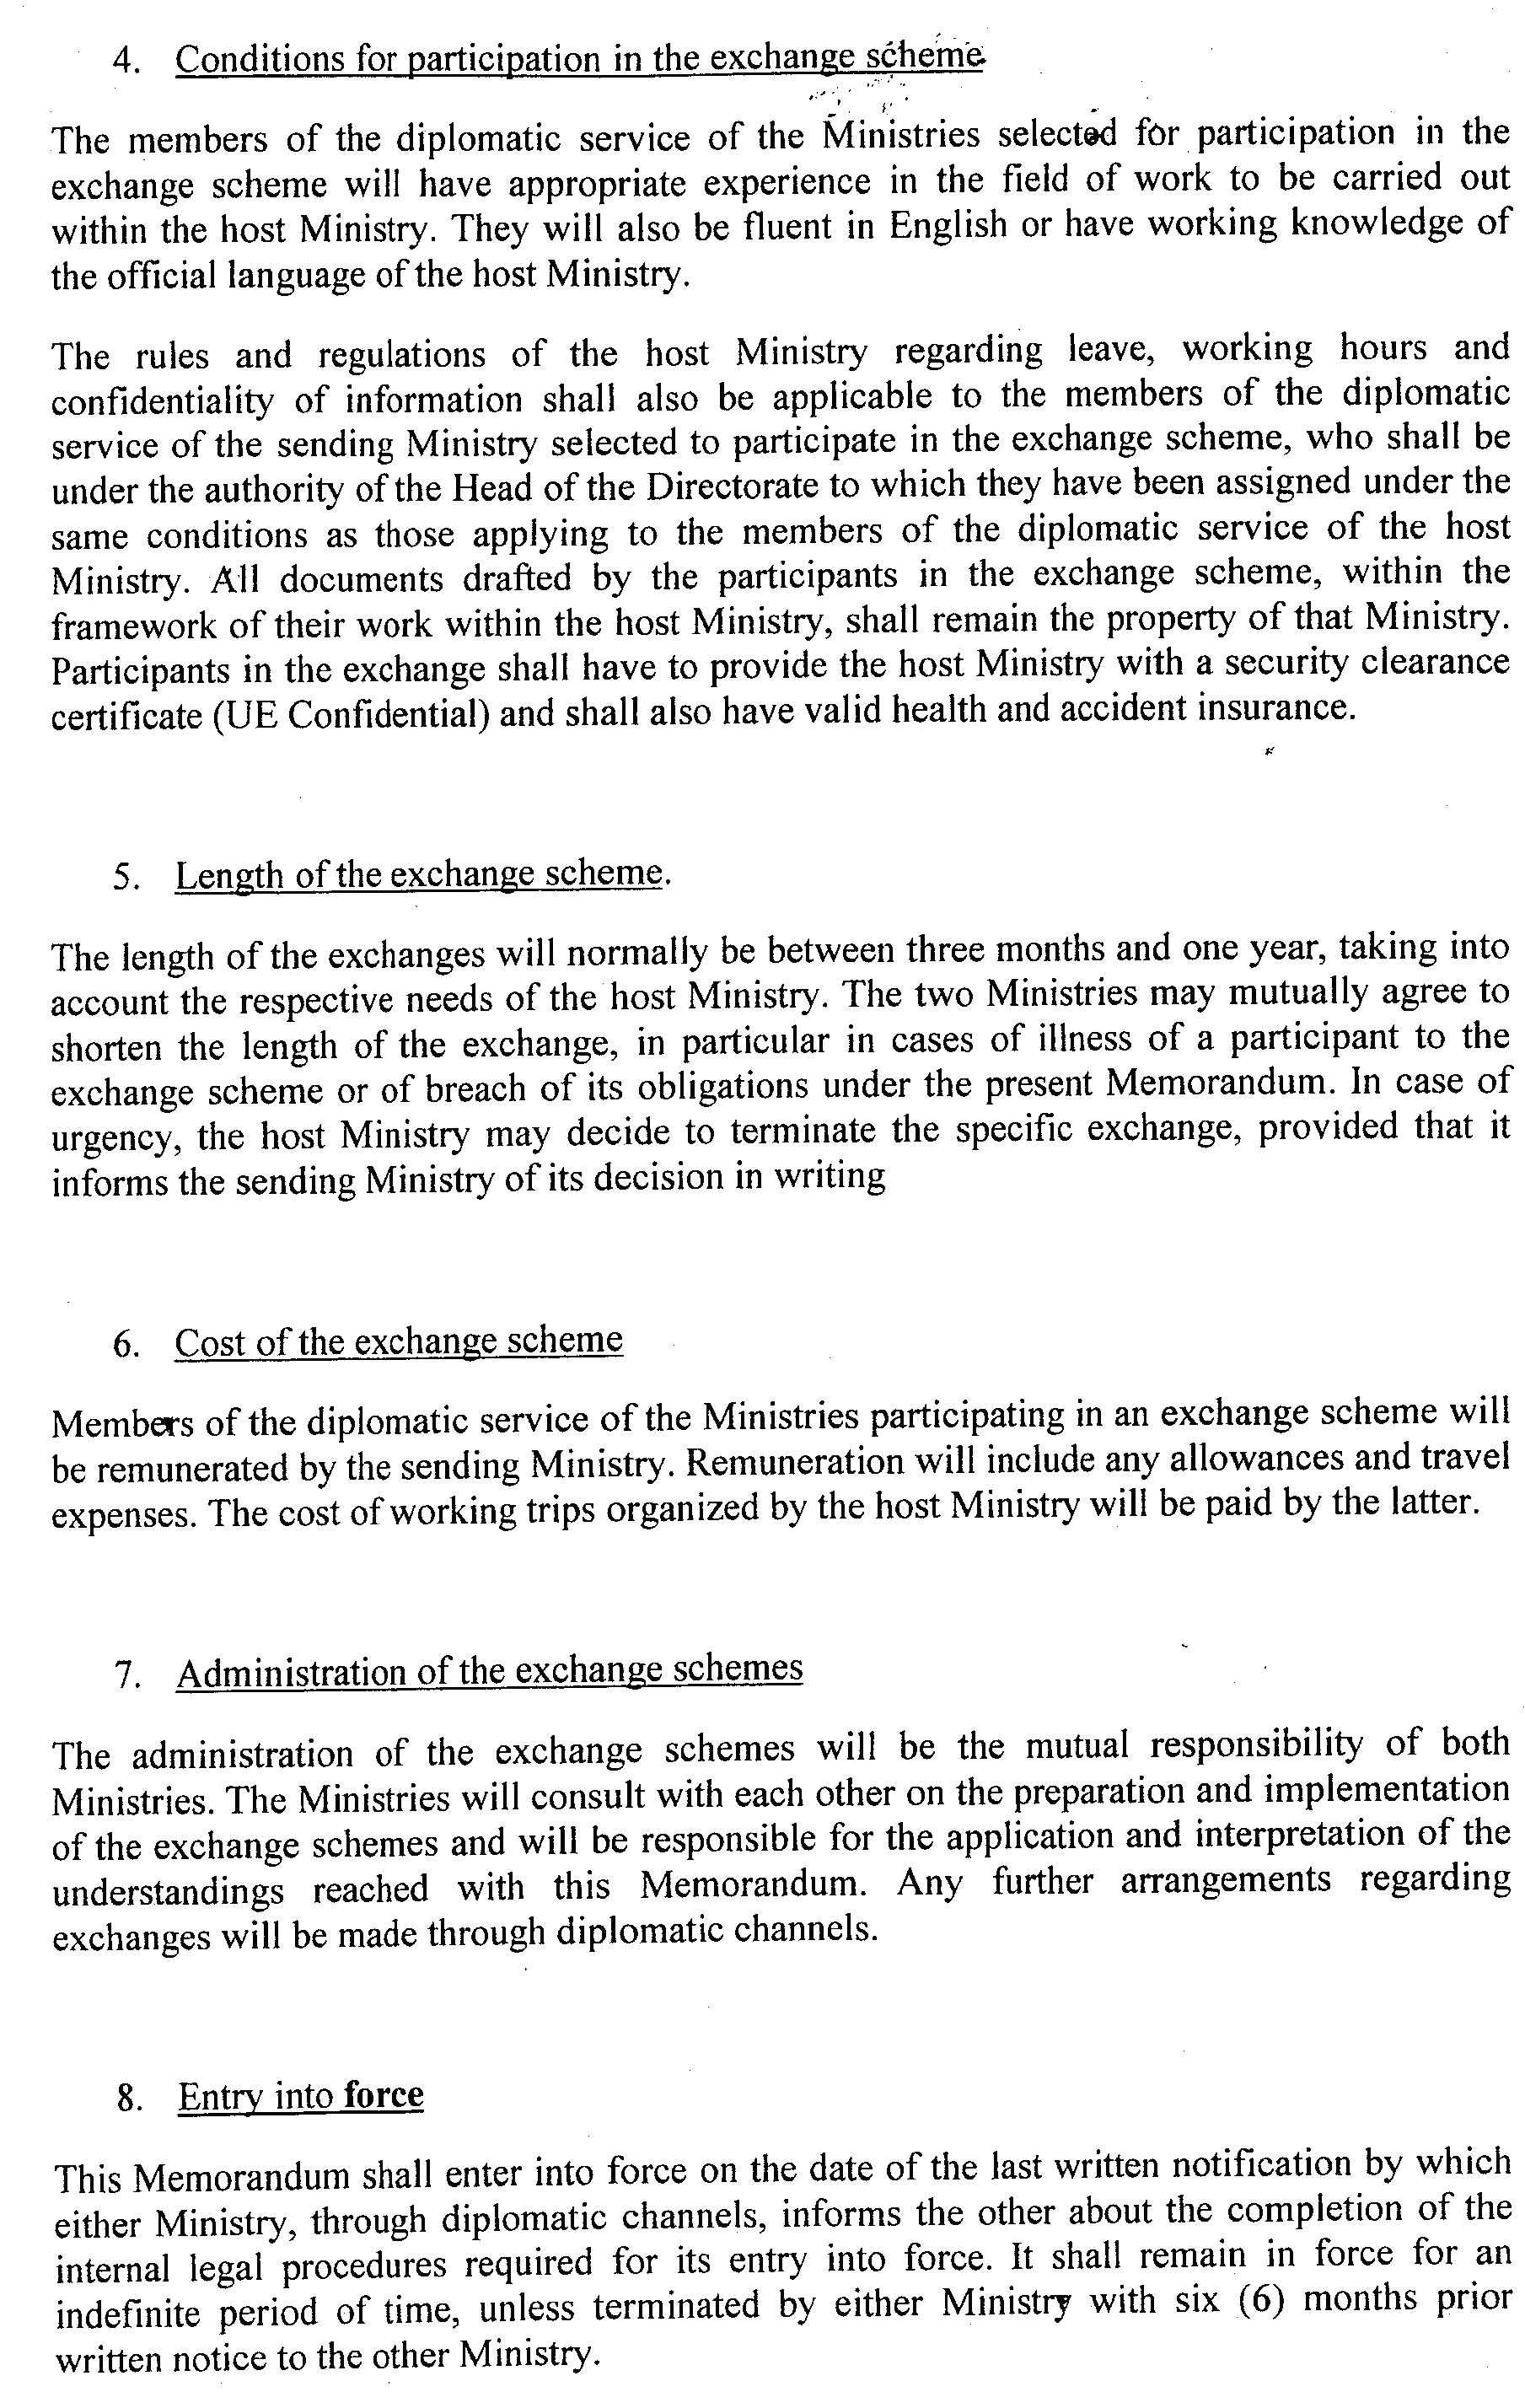 4. Conditions for participation in the exchange scheme
The members of the diplomatic service of the Ministries selected for participation in the
exchange scheme will have appropriate experience in the field of work to be carried out
within the host Ministry. They will also be fluent in English or have working knowledge of
the official language of the host Ministry.
The rules and regulations of the host Ministry regarding leave, working hours and
confidentiality of information shall also be applicable to the members of the diplomatic
service of the sending Ministry selected to participate in the exchange scheme, who shall be
under the authority of the Head of the Directorate to which they have been assigned under the
same conditions as those applying to the members of the diplomatic service of the host
Ministry. All documents drafted by the participants in the exchange scheme, within the
framework of their work within the host Ministry, shall remain the property of that Ministry.
Participants in the exchange shall have to provide the host Ministry with a security clearance
certificate (UE Confidential) and shall also have valid health and accident insurance.
5. Length of the exchange scheme.
The length of the exchanges will normally be between three months and one year, taking into
account the respective needs of the host Ministry. The two Ministries may mutually agree to
shorten the length of the exchange, in particular in cases of illness of a participant to the
exchange scheme or of breach of its obligations under the present Memorandum. In case of
urgency, the host Ministry may decide to terminate the specific exchange, provided that it
informs the sending Ministry of its decision in writing
6. Cost of the exchange scheme
Members of the diplomatic service of the Ministries participating in an exchange scheme will
be remunerated by the sending Ministry. Remuneration will include any allowances and travel
expenses. The cost of working trips organized by the host Ministry will be paid by the latter.
7. Administration of the exchange schemes
The administration of the exchange schemes will be the mutual responsibility of both
Ministries. The Ministries will consult with each other on the preparation and implementation
of the exchange schemes and will be responsible for the application and interpretation of the
understandings reached with this Memorandum. Any further arrangements regarding
exchanges will be made through diplomatic channels.
8. Entry into force
This Memorandum shall enter into force on the date of the last written notification by which
either Ministry, through diplomatic channels, informs the other about the completion of the
internal legal procedures required for its entry into force. It shall remain in force for an
indefinite period of time, unless terminated by either Ministry with six (6) months prior
written notice to the other Ministry.